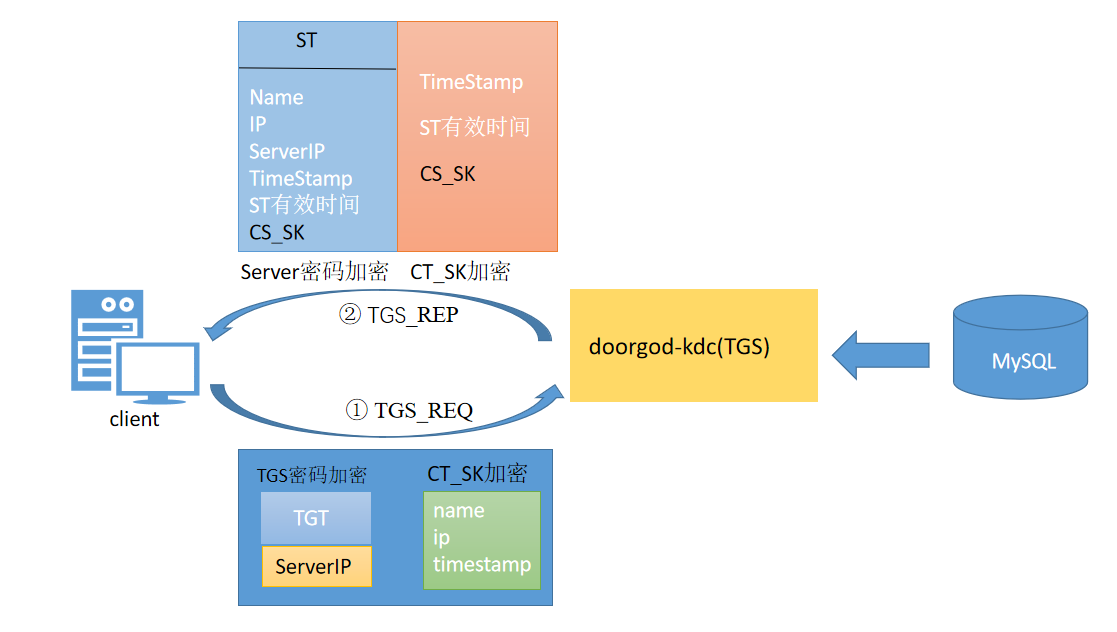 ST
Name
IP
ServerIP
TimeStamp
ST有效时间
CS_SK
TimeStamp
ST有效时间
CS_SK
Server密码加密
CT_SK加密
② TGS_REP
doorgod-kdc(TGS)
MySQL
client
① TGS_REQ
TGS密码加密
CT_SK加密
TGT
ServerIP
name
ip
timestamp